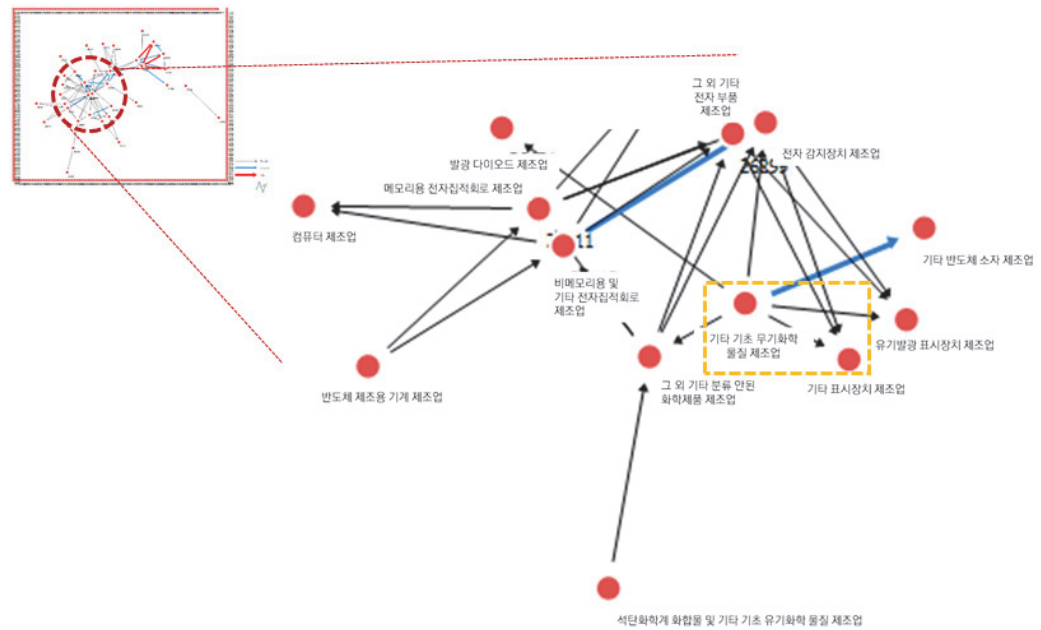 그 외 기타
전자 부품
제조업
전자 감지장치 제조업
발광 다이오드 제조업
메모리용 전자집적회로 제조업
컴퓨터 제조업
11
비메모리용 및
기타 전자집적회로
제조업
기타 반도체 소자 제조업
기타 기초 무기화학
물질 제조업
유기발광 표시장치 제조업
반도체 제조용 기계 제조업
그 외 기타 분류 안된
화학제품 제조업
기타 표시장치 제조업
석탄화학계 화합물 및 기타 기초 유기화학 물질 제조업